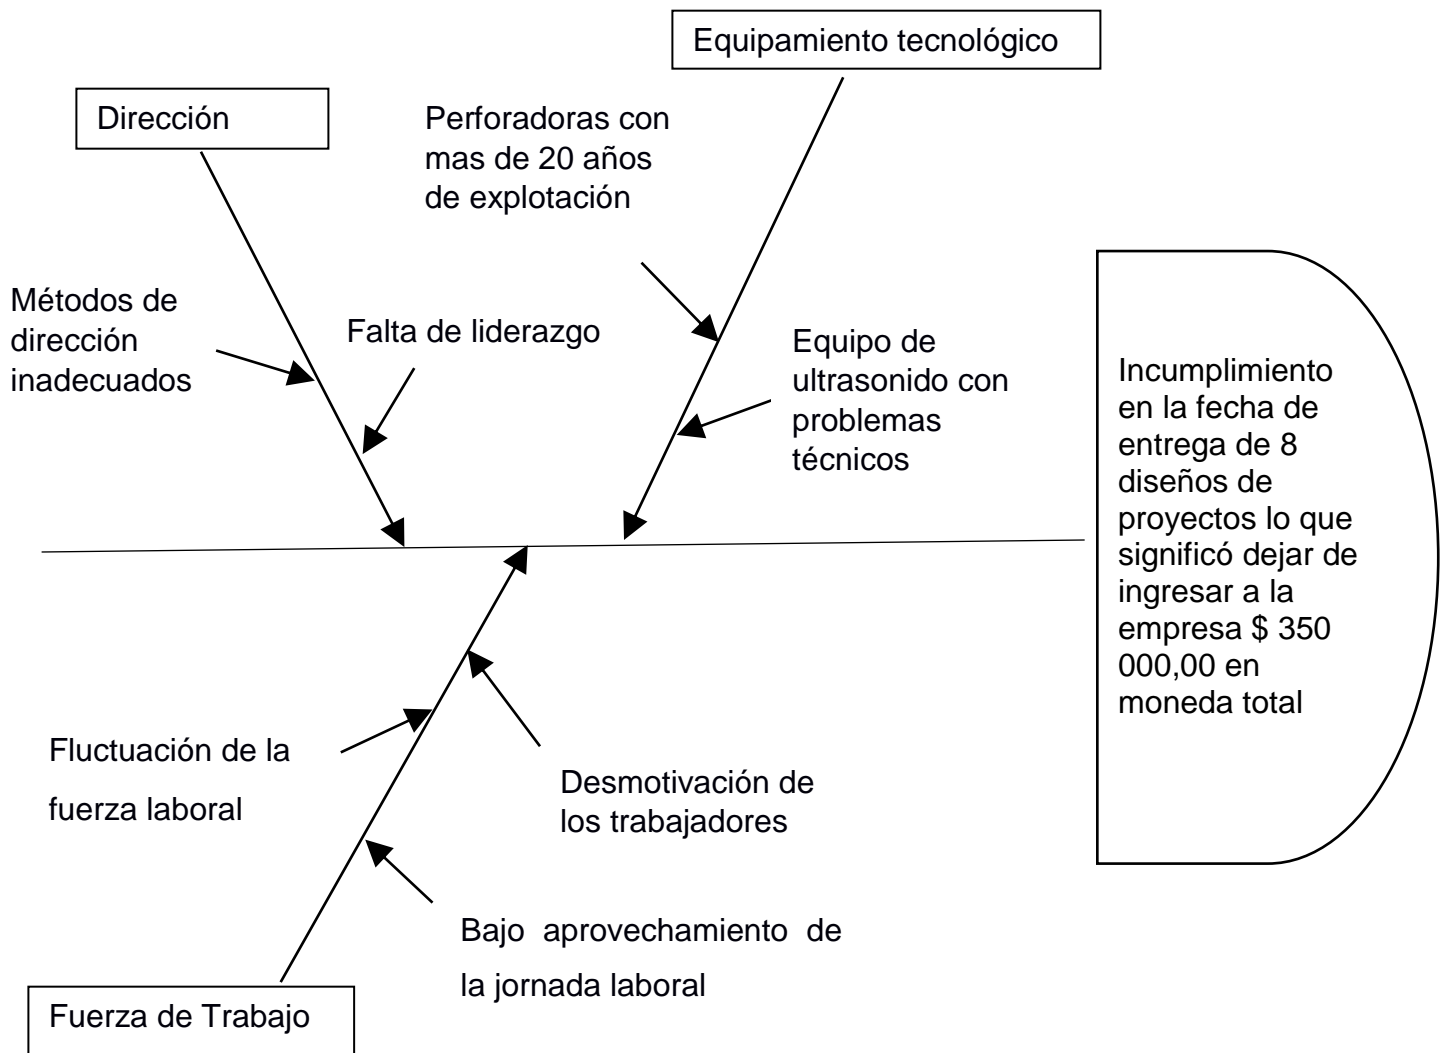 Equipamiento tecnológico
Dirección
Perforadoras con
mas de 20 años
de explotación
Métodos de
dirección
inadecuados
Falta de liderazgo
Equipo de
ultrasonido con
problemas
técnicos
Incumplimiento
en la fecha de
entrega de 8
diseños de
proyectos lo que
significó dejar de
ingresar a la
empresa $ 350
000,00 en
moneda total
Fluctuación de la
fuerza laboral
Desmotivación de
los trabajadores
Bajo aprovechamiento de
la jornada laboral
Fuerza de Trabajo